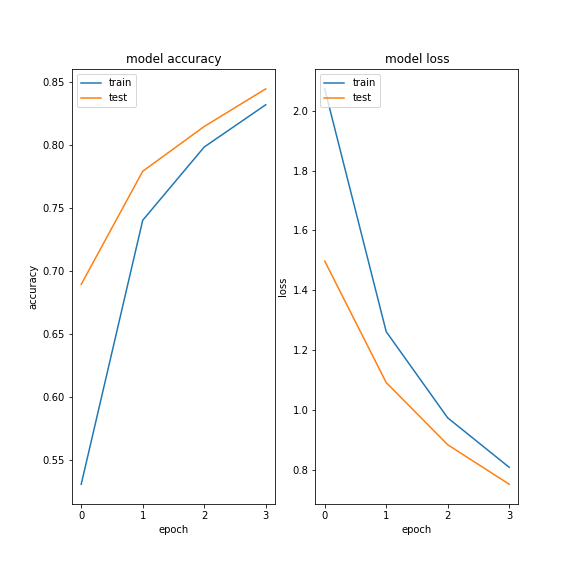 model accuracy
train
test
0.85
0.80
0.75
0.70
0.65
0.60
0.55
accuracy
0 1 2 3
epoch
model loss
train
test
2.0
1.8
1.6
1.4
1.2
1.0
0.8
loss
0 1 2 3
epoch